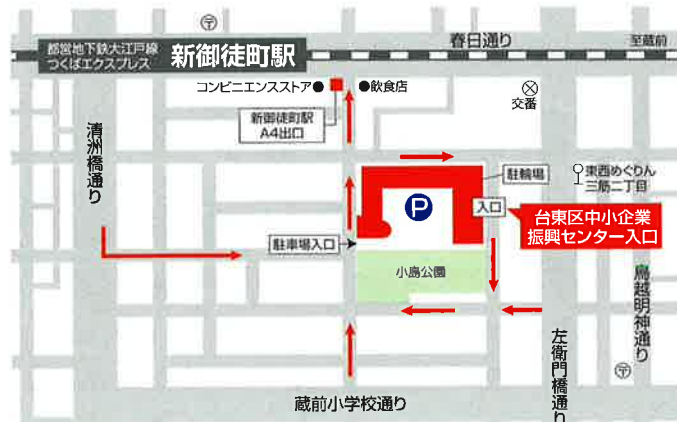 都営地下鉄大江戸線
つくばエクスプレス
新御徒町駅
春日通り
至蔵前
コンビニエンスストア
飲食店
交番
新御徒町駅
A4出口
清洲橋通り
駐輪場
東西めぐりん
三筋二丁目
P
入口
台東区中小企業
振興センター入口
駐車場入口
小島公園
鳥越明神通り
左衛門橋通り
蔵前小学校通り